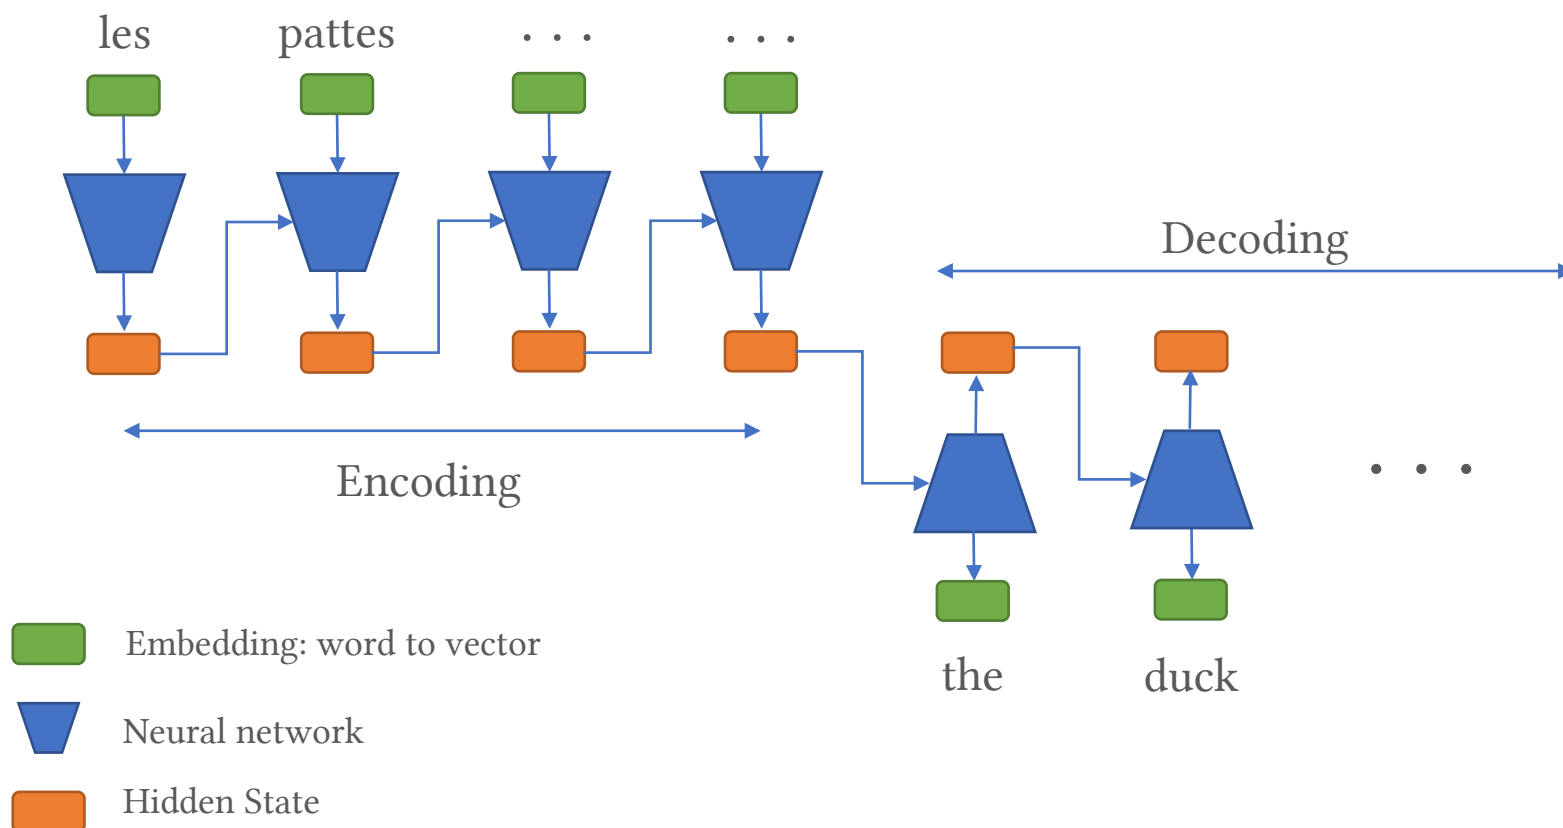 les pattes . . . . . .
Decoding
Encoding
. . .
the duck
Embedding: word to vector
Neural network
Hidden State